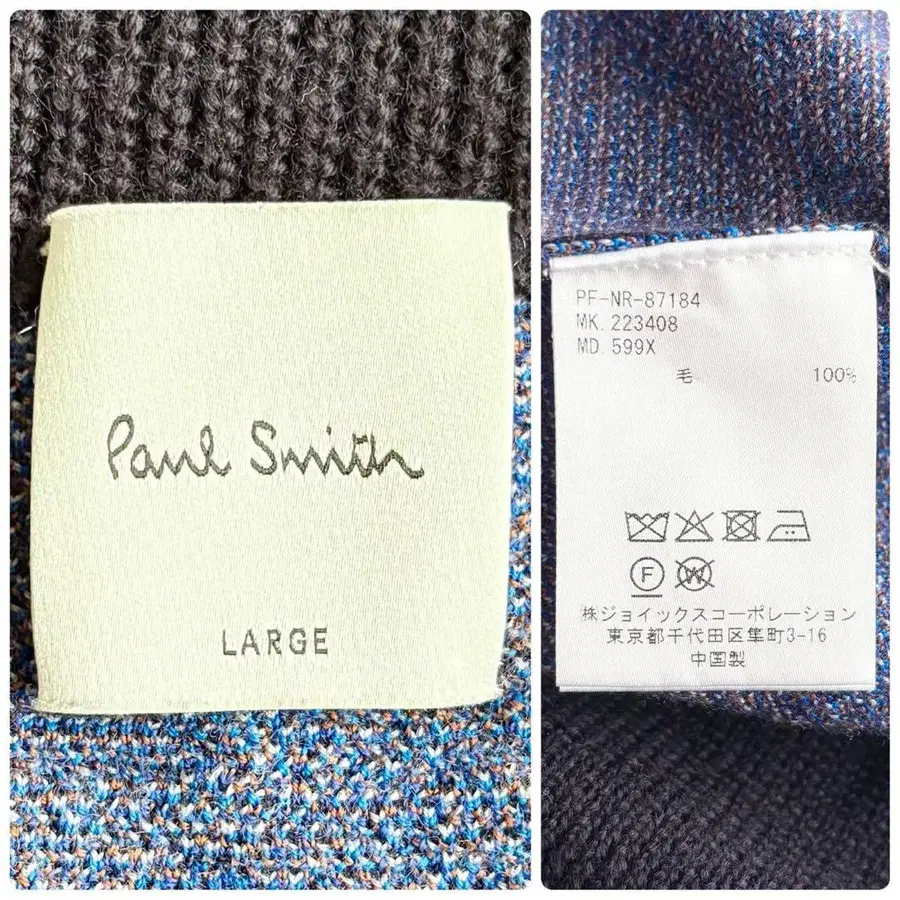 Paul Smith
LARGE
PF-NR-87184
MK. 223408
MD. 599X
毛 100%
F
W
株ジョイックスコーポレーション
東京都千代田区隼町3-16
中国製